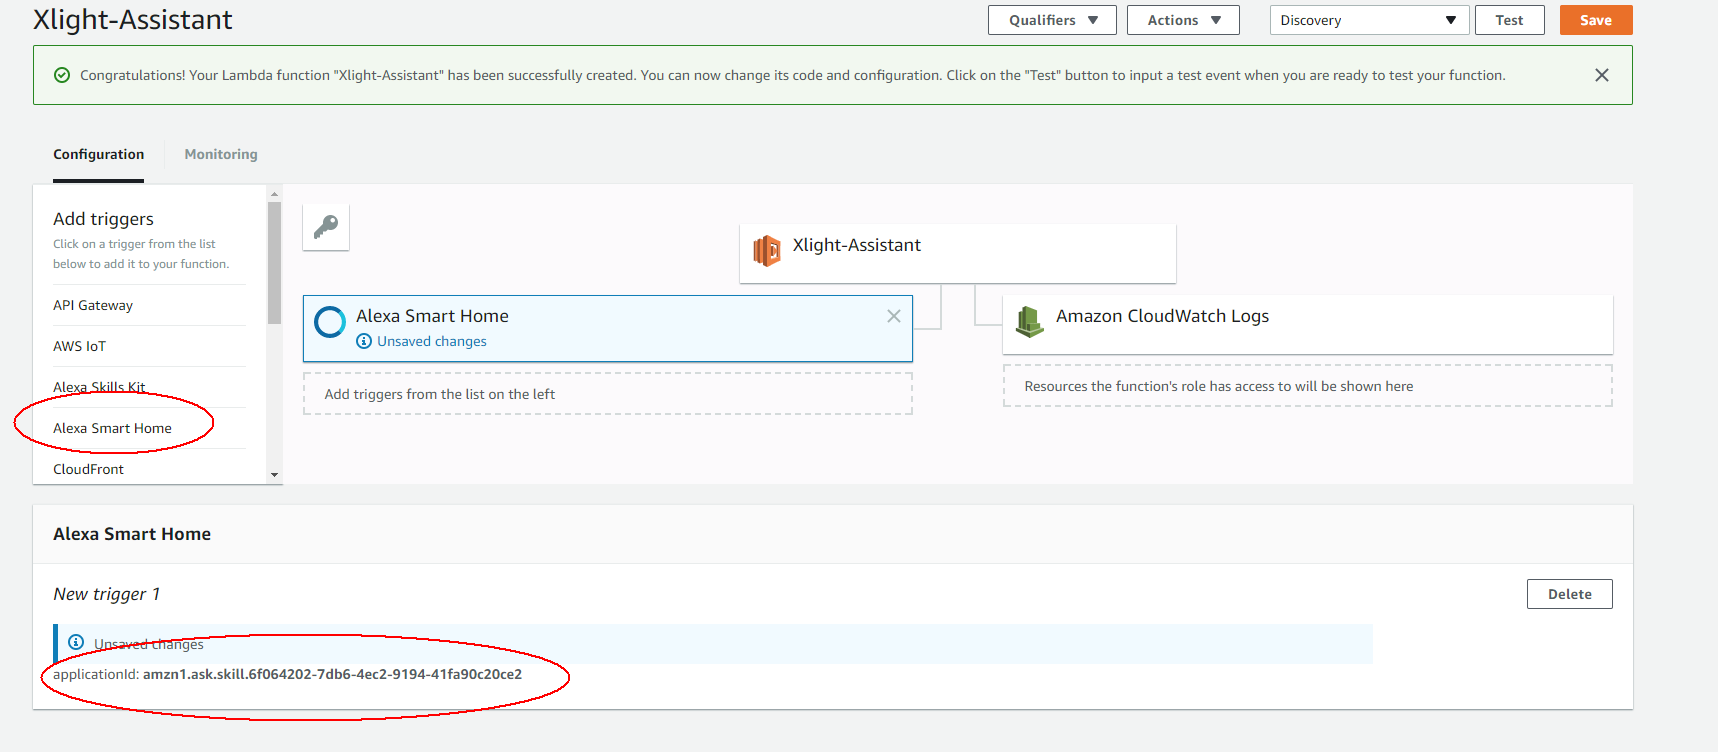 Xlight-Assistant
Qualifiers
Actions
Discovery
Test
Save
Congratulations! Your Lambda function "Xlight-Assistant" has been successfully created. You can now change its code and configuration. Click on the "Test" button to input a test event when you are ready to test your function.
Configuration
Monitoring
Add triggers
Click on a trigger from the list
below to add it to your function.
API Gateway
AWS IoT
Alexa Skills Kit
Alexa Smart Home
CloudFront
Xlight-Assistant
Alexa Smart Home
Unsaved changes
Add triggers from the list on the left
Amazon CloudWatch Logs
Resources the function's role has access to will be shown here
Alexa Smart Home
New trigger 1
Delete
Unsaved changes
applicationId: amzn1.ask.skill.6f064202-7db6-4ec2-9194-41fa90c20ce2